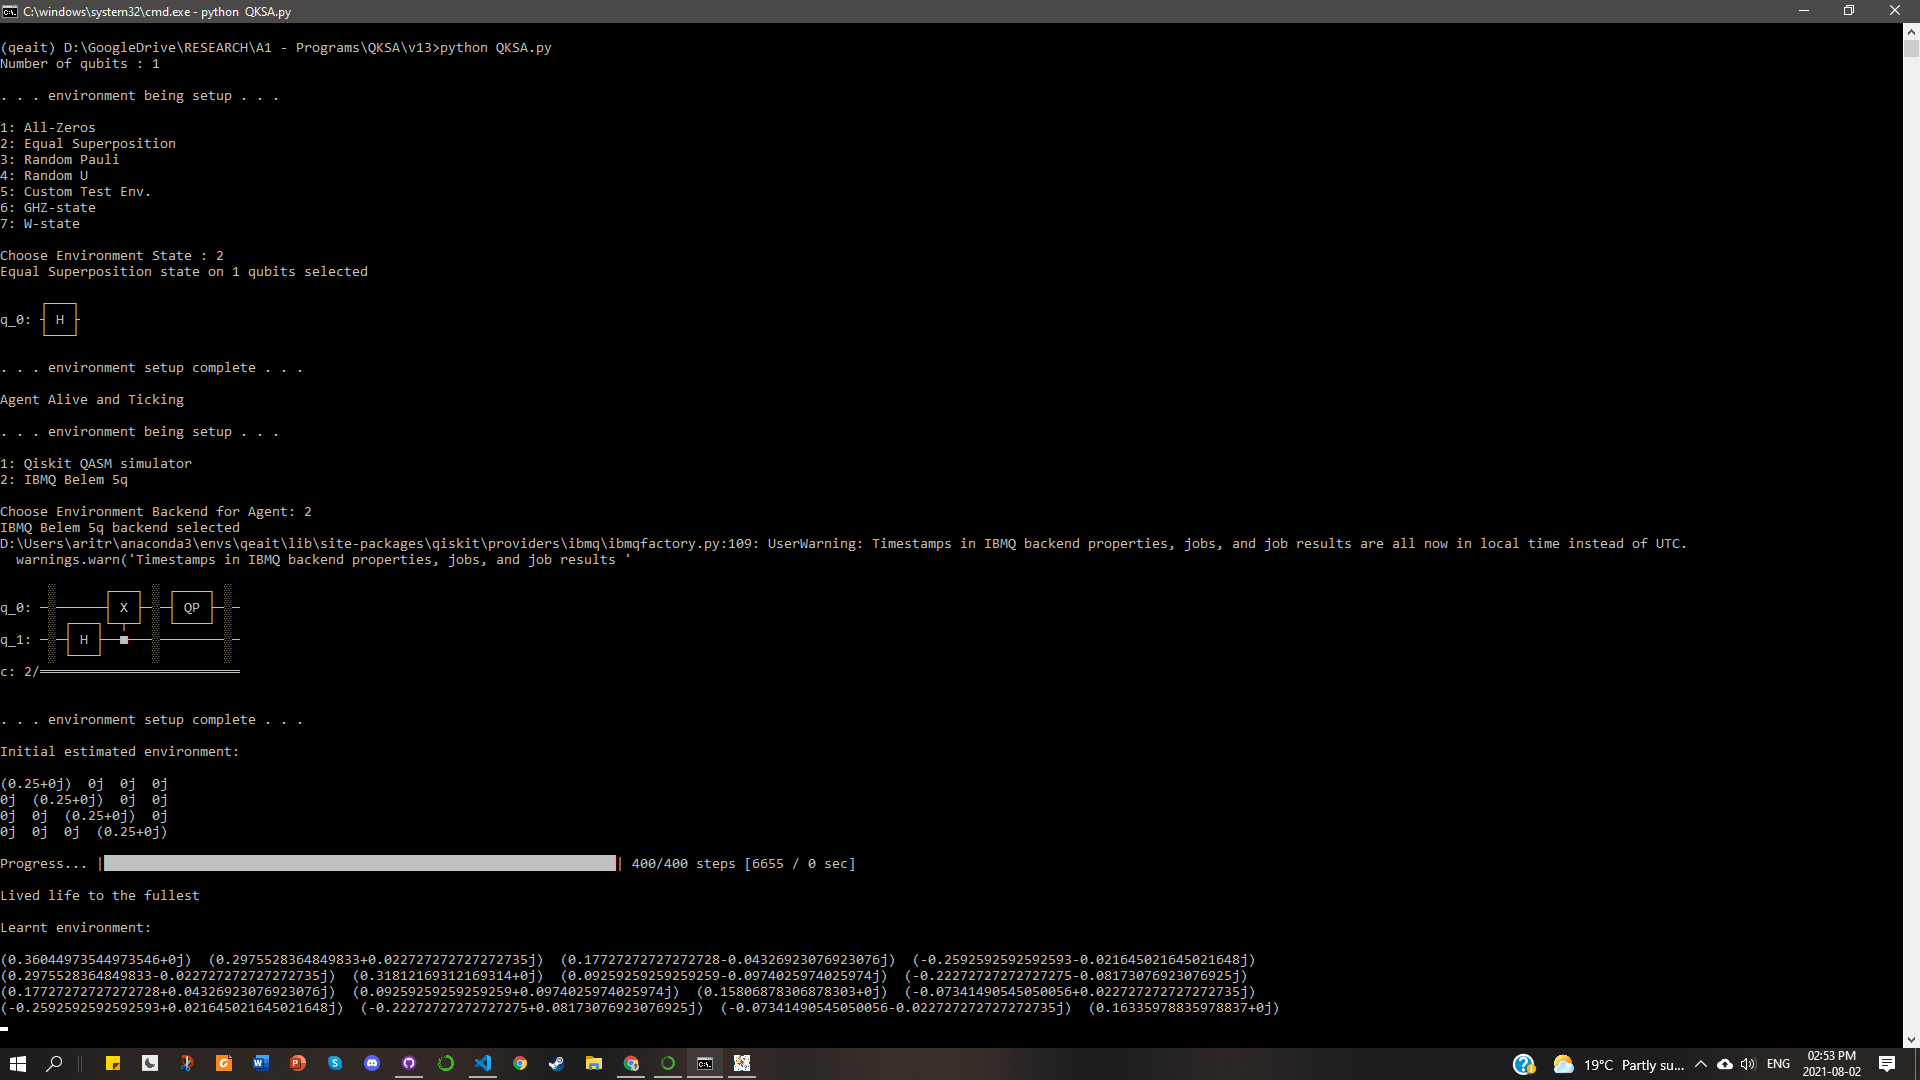 C:\windows\system32\cmd.exe - python  QKSA.py
(qeait) D:\GoogleDrive\RESEARCH\A1 - Programs\QKSA\v13>python QKSA.py
Number of qubits : 1
. . . environment being setup . . .
1: All-Zeros
2: Equal Superposition
3: Random Pauli
4: Random U
5: Custom Test Env.
6: GHZ-state
7: W-state
Choose Environment State : 2
Equal Superposition state on 1 qubits selected
q_0: H
. . . environment setup complete . . .
Agent Alive and Ticking
. . . environment being setup . . .
1: Qiskit QASM simulator
2: IBMQ Belem 5q
Choose Environment Backend for Agent: 2
IBMQ Belem 5q backend selected
D:\Users\aritr\anaconda3\envs\qeait\lib\site-packages\qiskit\providers\ibmq\ibmqfactory.py:109: UserWarning: Timestamps in IBMQ backend properties, jobs, and job results are all now in local time instead of UTC.
  warnings.warn('Timestamps in IBMQ backend properties, jobs, and job results '
q_0: X QP
q_1: H
c: 2/
. . . environment setup complete . . .
Initial estimated environment:
(0.25+0j)  0j  0j  0j
0j  (0.25+0j)  0j  0j
0j  0j  (0.25+0j)  0j
0j  0j  0j  (0.25+0j)
Progress... | | 400/400 steps [6655 / 0 sec]
Lived life to the fullest
Learnt environment:
(0.36044973544973546+0j)  (0.2975528364849833+0.022727272727272735j)  (0.17727272727272728-0.04326923076923076j)  (-0.2592592592592593-0.021645021645021648j)
(0.2975528364849833-0.022727272727272735j)  (0.31812169312169314+0j)  (0.09259259259259259-0.0974025974025974j)  (-0.22727272727272727275-0.08173076923076925j)
(0.17727272727272728+0.04326923076923076j)  (0.09259259259259259+0.0974025974025974j)  (0.15806878306878303+0j)  (-0.07341490545050056+0.022727272727272735j)
(-0.2592592592592593+0.021645021645021648j)  (-0.22727272727272727275+0.08173076923076925j)  (-0.07341490545050056-0.022727272727272735j)  (0.16335978835978837+0j)
19°C  Partly su...
ENG
02:53 PM
2021-08-02